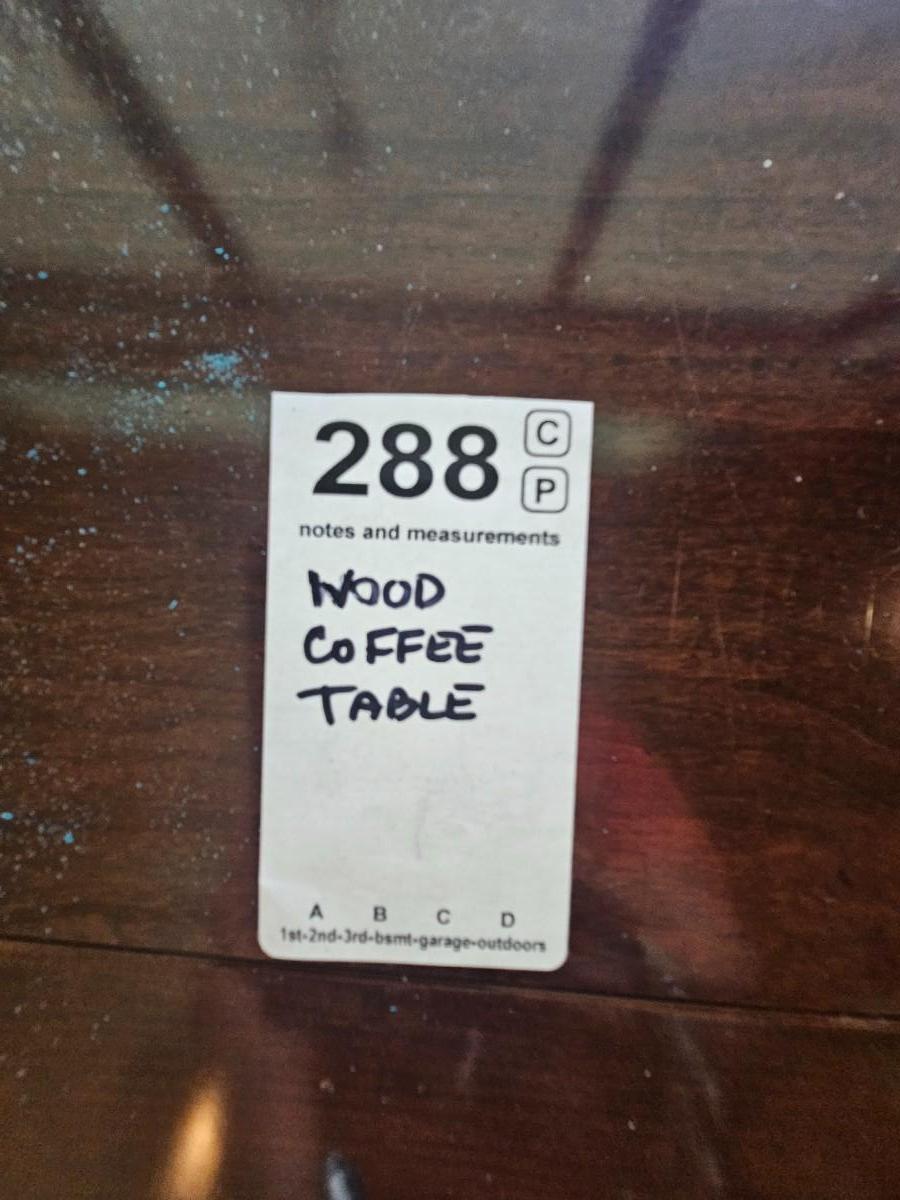 288 C
P
notes and measurements
WOOD
COFFEE
TABLE
A B C D
1st-2nd-3rd-bsmt-garage-outdoors